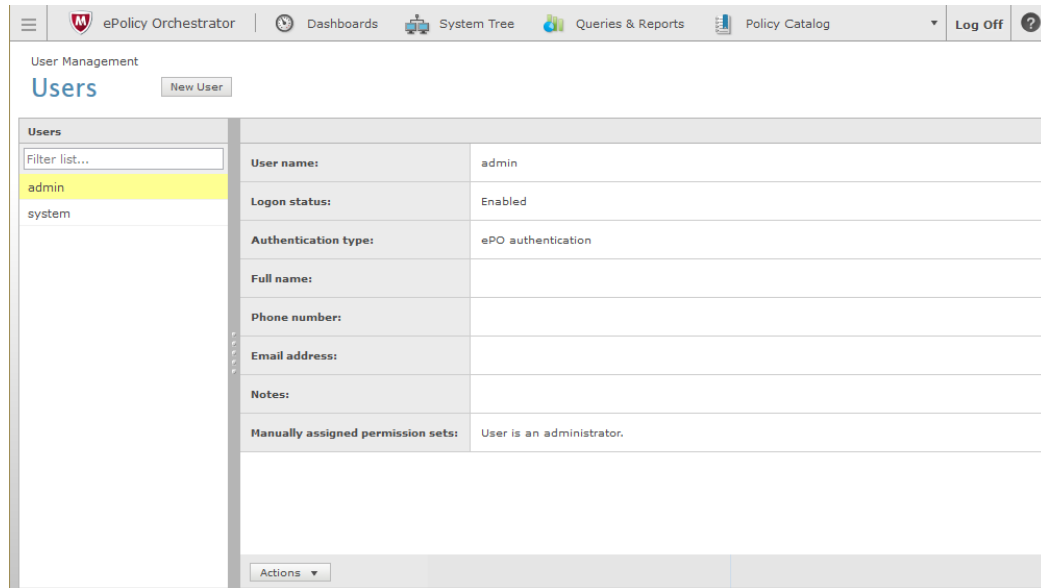 ePolicy Orchestrator Dashboards System Tree Queries & Reports Policy Catalog Log Off ?
User Management
Users New User
Users
Filter list...
admin
system
User name: admin
Logon status: Enabled
Authentication type: ePO authentication
Full name:
Phone number:
Email address:
Notes:
Manually assigned permission sets: User is an administrator.
Actions